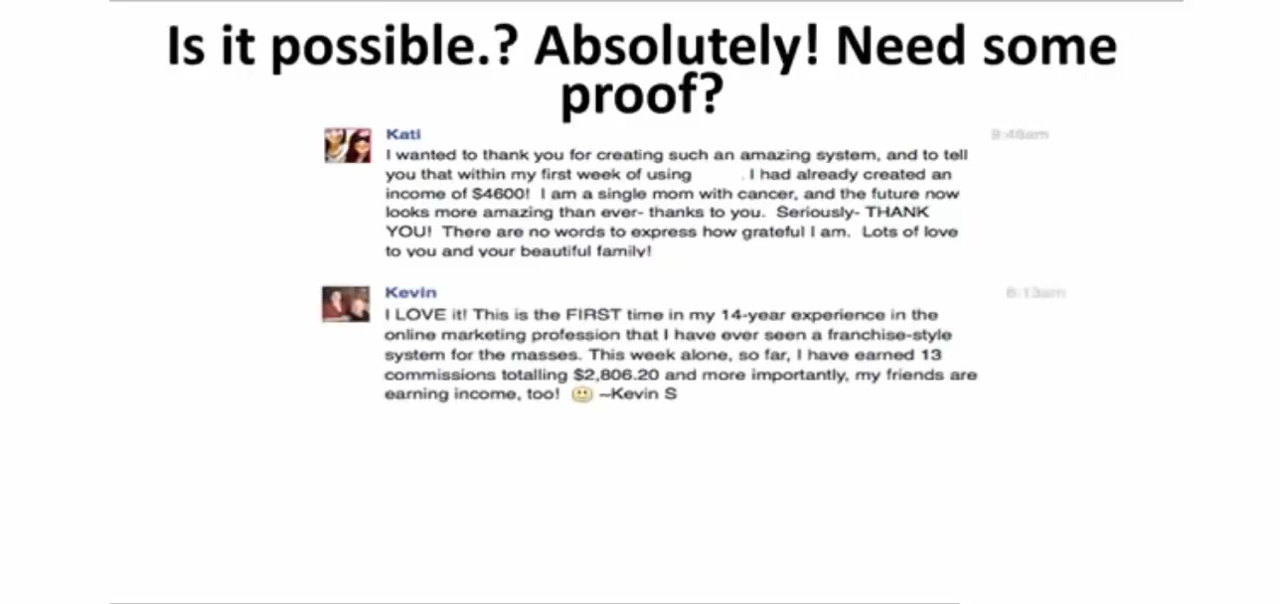 Is it possible.? Absolutely! Need some
proof?
Kati
9:48am
I wanted to thank you for creating such an amazing system, and to tell
you that within my first week of using . I had already created an
income of $4600! I am a single mom with cancer, and the future now
looks more amazing than ever- thanks to you. Seriously- THANK
YOU! There are no words to express how grateful I am. Lots of love
to you and your beautiful family!
Kevin
6:13am
I LOVE it! This is the FIRST time in my 14-year experience in the
online marketing profession that I have ever seen a franchise-style
system for the masses. This week alone, so far, I have earned 13
commissions totalling $2,806.20 and more importantly, my friends are
earning income, too! ~Kevin S